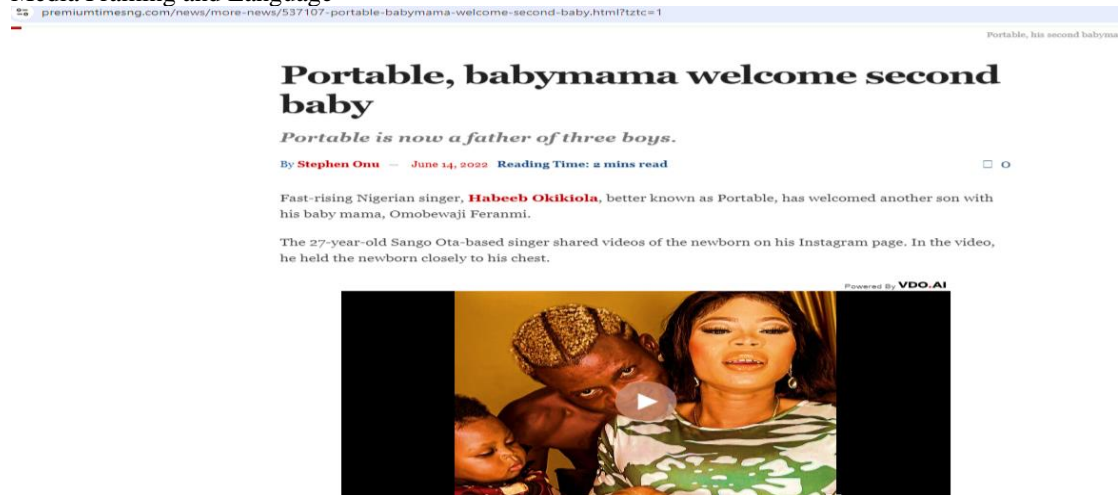 Media Framing and Language
premiumtimesng.com/news/more-news/537107-portable-babymama-welcome-second-baby.html?tztc=1
Portable, his second babyma
Portable, babymama welcome second
baby
Portable is now a father of three boys.
By Stephen Onu — June 14, 2022 Reading Time: 2 mins read 0
Fast-rising Nigerian singer, Habeeb Okikiola, better known as Portable, has welcomed another son with
his baby mama, Omobewaji Feranmi.
The 27-year-old Sango Ota-based singer shared videos of the newborn on his Instagram page. In the video,
he held the newborn closely to his chest.
Powered By VDO.AI